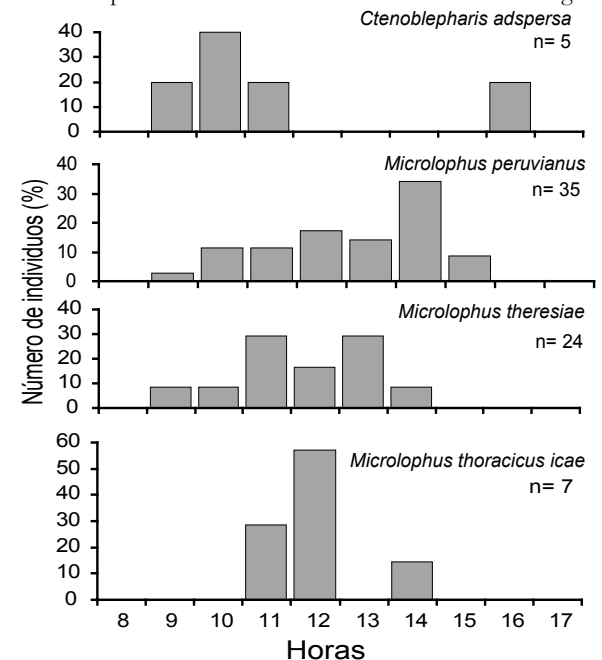 Ctenoblepharis adspersa
n= 5
40
30
20
10
0
Microlophus peruvianus
n= 35
40
30
20
10
0
Microlophus theresiae
n= 24
40
30
20
10
0
Microlophus thoracicus icae
n= 7
60
50
40
30
20
10
0
Número de individuos (%)
8 9 10 11 12 13 14 15 16 17
Horas